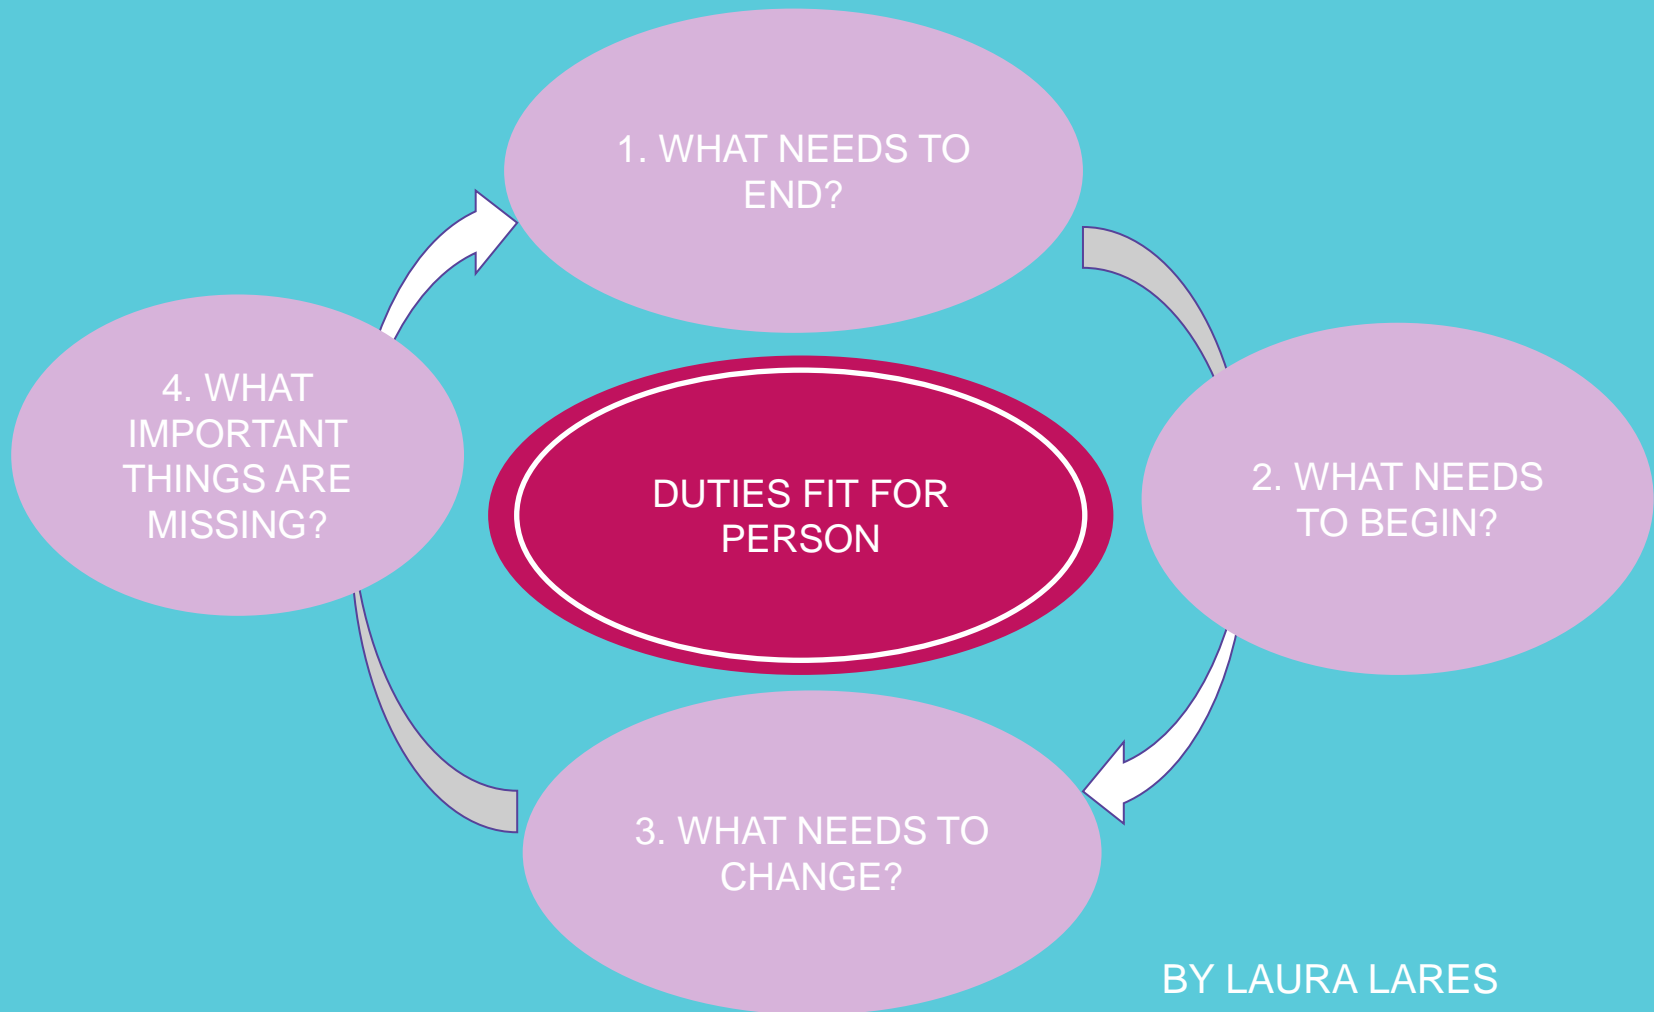 1. WHAT NEEDS TO
END?
2. WHAT NEEDS
TO BEGIN?
3. WHAT NEEDS TO
CHANGE?
4. WHAT
IMPORTANT
THINGS ARE
MISSING?
DUTIES FIT FOR
PERSON
BY LAURA LARES